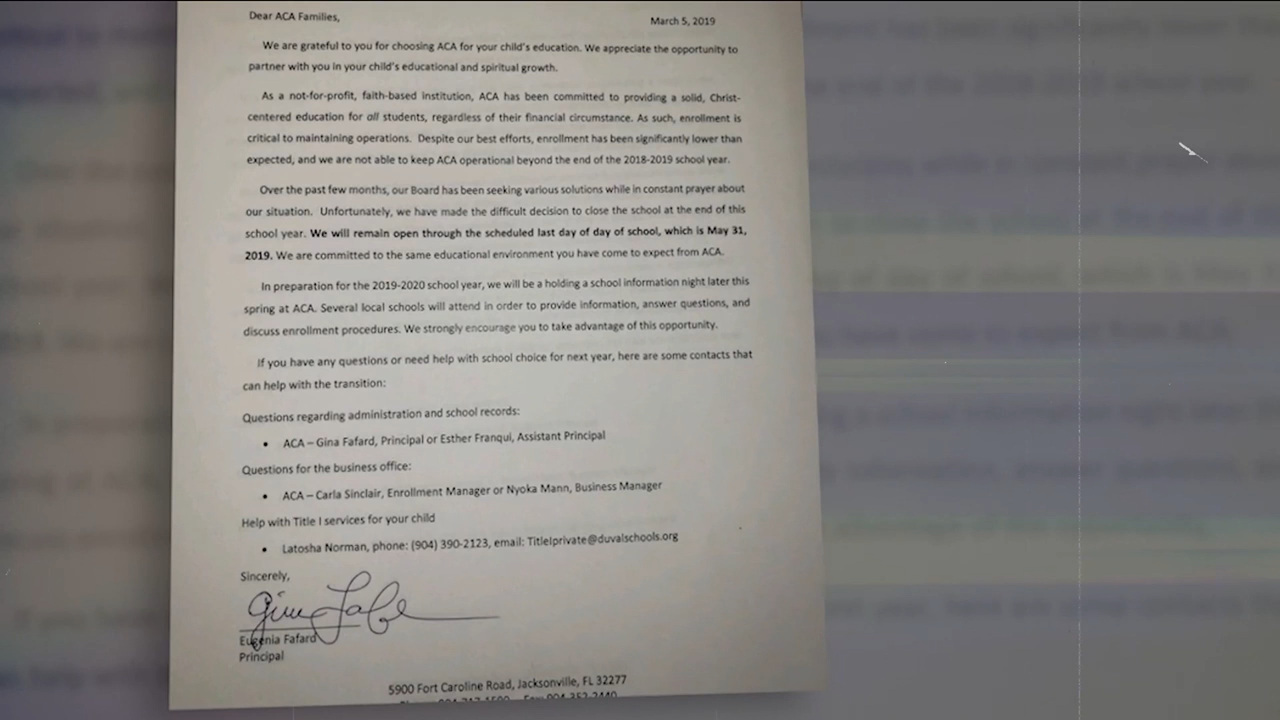 Dear ACA Families, March 5, 2019
We are grateful to you for choosing ACA for your child's education. We appreciate the opportunity to
partner with you in your child's educational and spiritual growth.
As a not-for-profit, faith-based institution, ACA has been committed to providing a solid, Christ-
centered education for all students, regardless of their financial circumstance. As such, enrollment is
critical to maintaining operations. Despite our best efforts, enrollment has been significantly lower than
expected, and we are not able to keep ACA operational beyond the end of the 2018-2019 school year.
Over the past few months, our Board has been seeking various solutions while in constant prayer about
our situation. Unfortunately, we have made the difficult decision to close the school at the end of this
school year. We will remain open through the scheduled last day of day of school, which is May 31,
2019. We are committed to the same educational environment you have come to expect from ACA.
In preparation for the 2019-2020 school year, we will be a holding a school information night later this
spring at ACA. Several local schools will attend in order to provide information, answer questions, and
discuss enrollment procedures. We strongly encourage you to take advantage of this opportunity.
If you have any questions or need help with school choice for next year, here are some contacts that
can help with the transition:
Questions regarding administration and school records:
• ACA – Gina Fafard, Principal or Esther Franqui, Assistant Principal
Questions for the business office:
• ACA – Carla Sinclair, Enrollment Manager or Nyoka Mann, Business Manager
Help with Title I services for your child
• Latosha Norman, phone: (904) 390-2123, email: TitleIprivate@duvalschools.org
Sincerely,
Eugenia Fafard
Principal
5900 Fort Caroline Road, Jacksonville, FL 32277